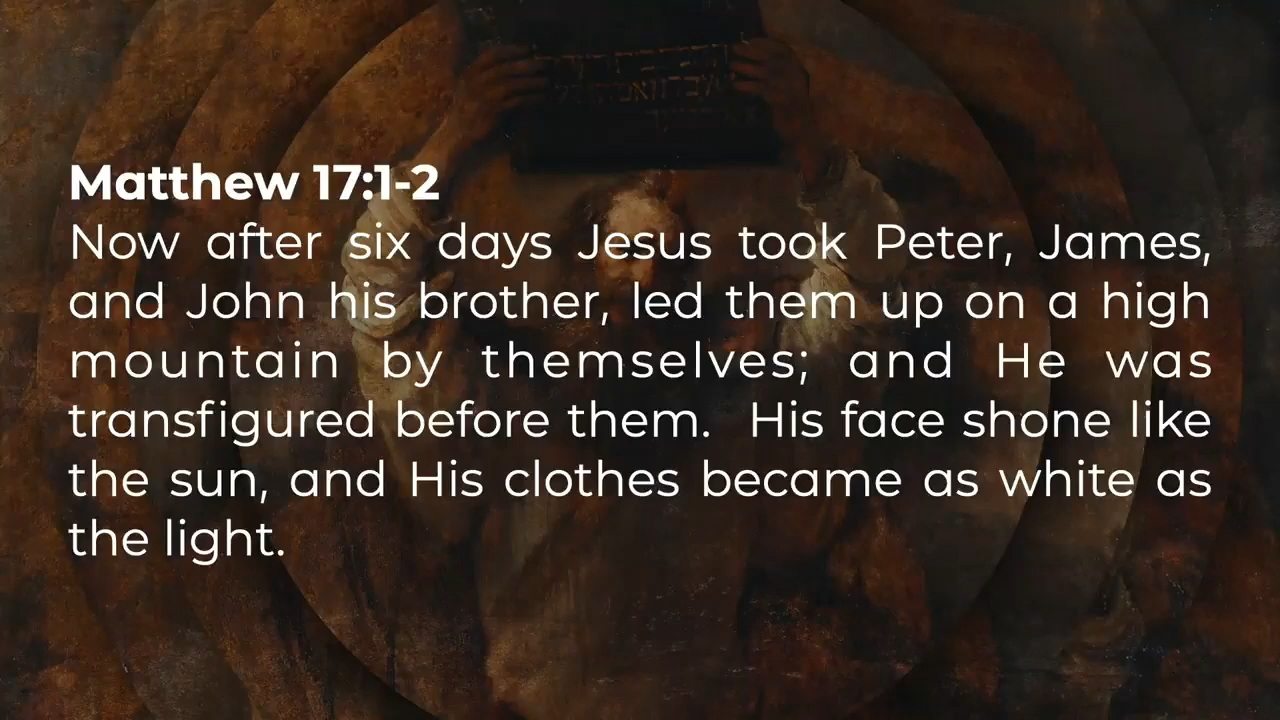 Matthew 17:1-2
Now after six days Jesus took Peter, James,
and John his brother, led them up on a high
mountain by themselves; and He was
transfigured before them.  His face shone like
the sun, and His clothes became as white as
the light.